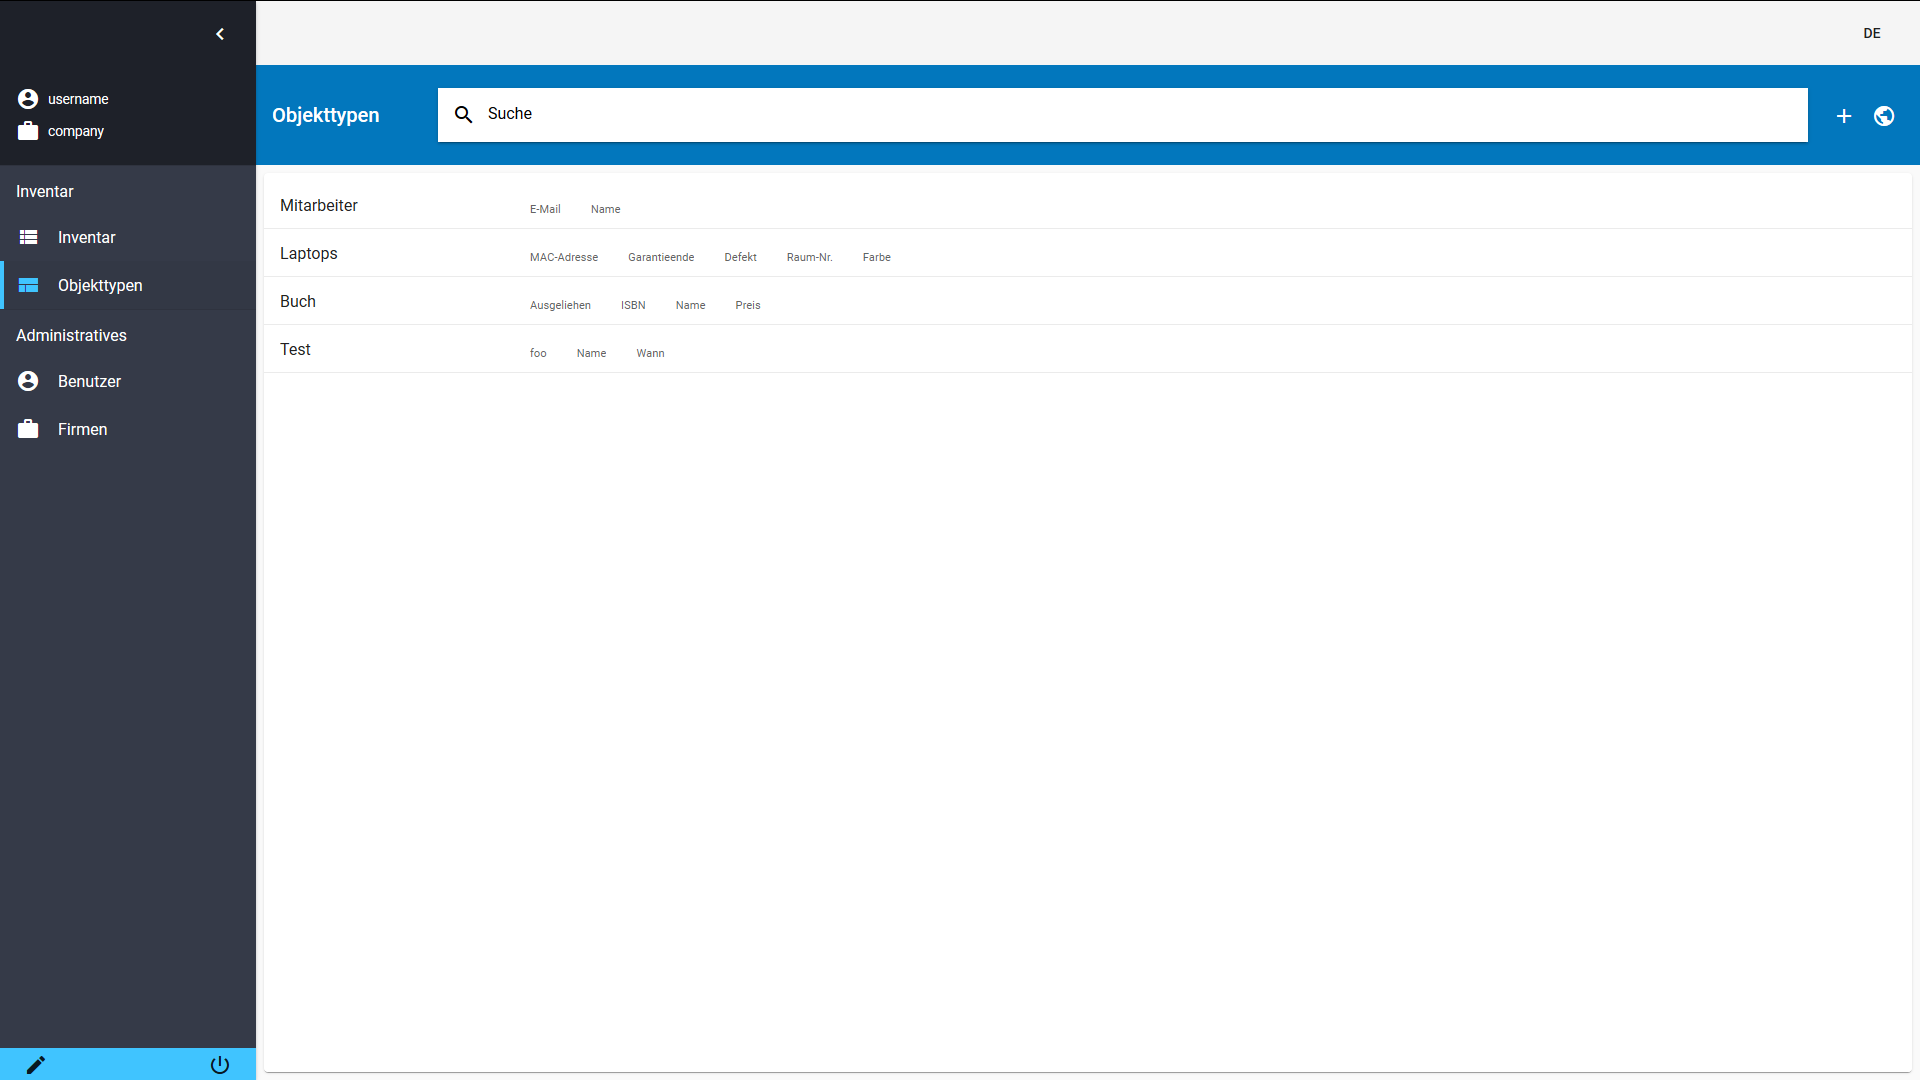 DE
username
company
Inventar
Inventar
Objekttypen
Administratives
Benutzer
Firmen
Objekttypen
Suche
Mitarbeiter E-Mail Name
Laptops MAC-Adresse Garantieende Defekt Raum-Nr. Farbe
Buch Ausgeliehen ISBN Name Preis
Test foo Name Wann